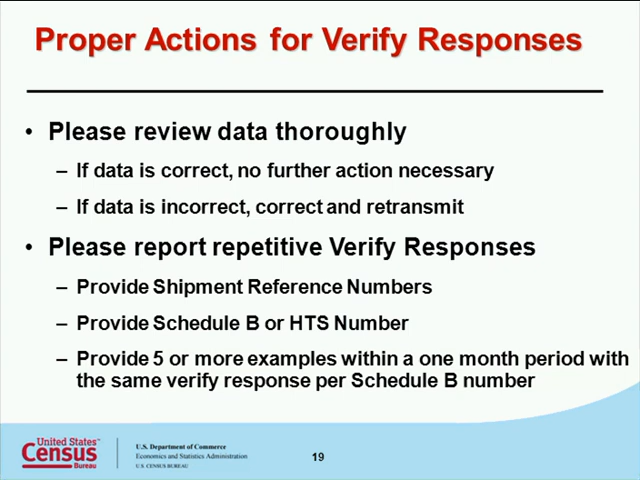 Proper Actions for Verify Responses
• Please review data thoroughly
– If data is correct, no further action necessary
– If data is incorrect, correct and retransmit
• Please report repetitive Verify Responses
– Provide Shipment Reference Numbers
– Provide Schedule B or HTS Number
– Provide 5 or more examples within a one month period with
the same verify response per Schedule B number
United States™
Census
Bureau
U.S. Department of Commerce
Economics and Statistics Administration
U.S. CENSUS BUREAU
19